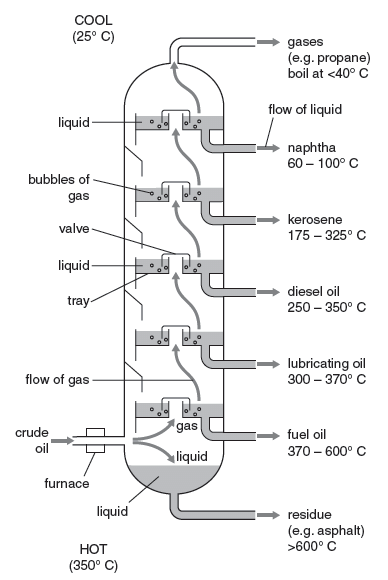 COOL
(25° C)
gases
(e.g. propane)
boil at <40° C
flow of liquid
liquid
naphtha
60 – 100° C
bubbles of
gas
kerosene
175 – 325° C
valve
liquid
tray
diesel oil
250 – 350° C
lubricating oil
300 – 370° C
flow of gas
gas
crude
oil
fuel oil
370 – 600° C
liquid
furnace
liquid
residue
(e.g. asphalt)
>600° C
HOT
(350° C)